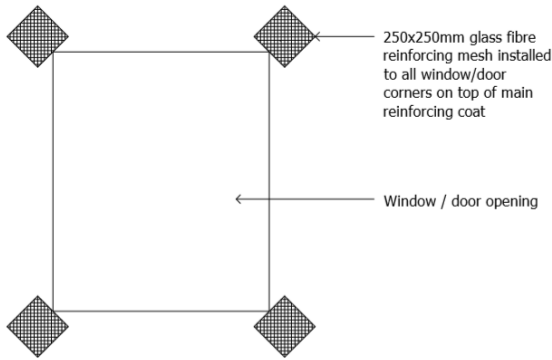 250x250mm glass fibre
reinforcing mesh installed
to all window/door
corners on top of main
reinforcing coat
Window / door opening